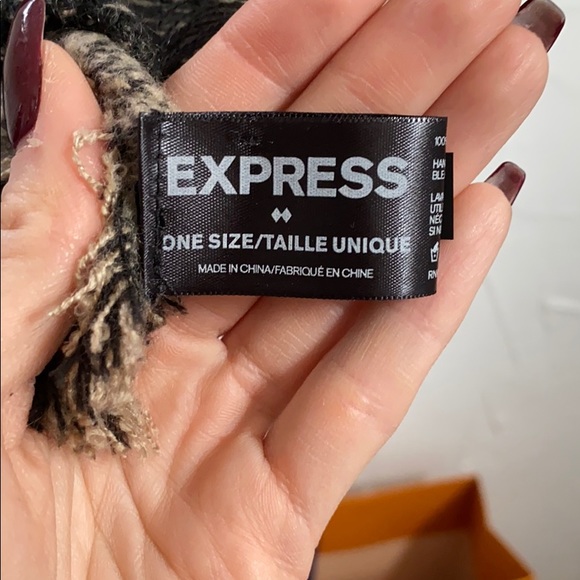 EXPRESS
ONE SIZE/TAILLE UNIQUE
MADE IN CHINA/FABRIQUÉ EN CHINE